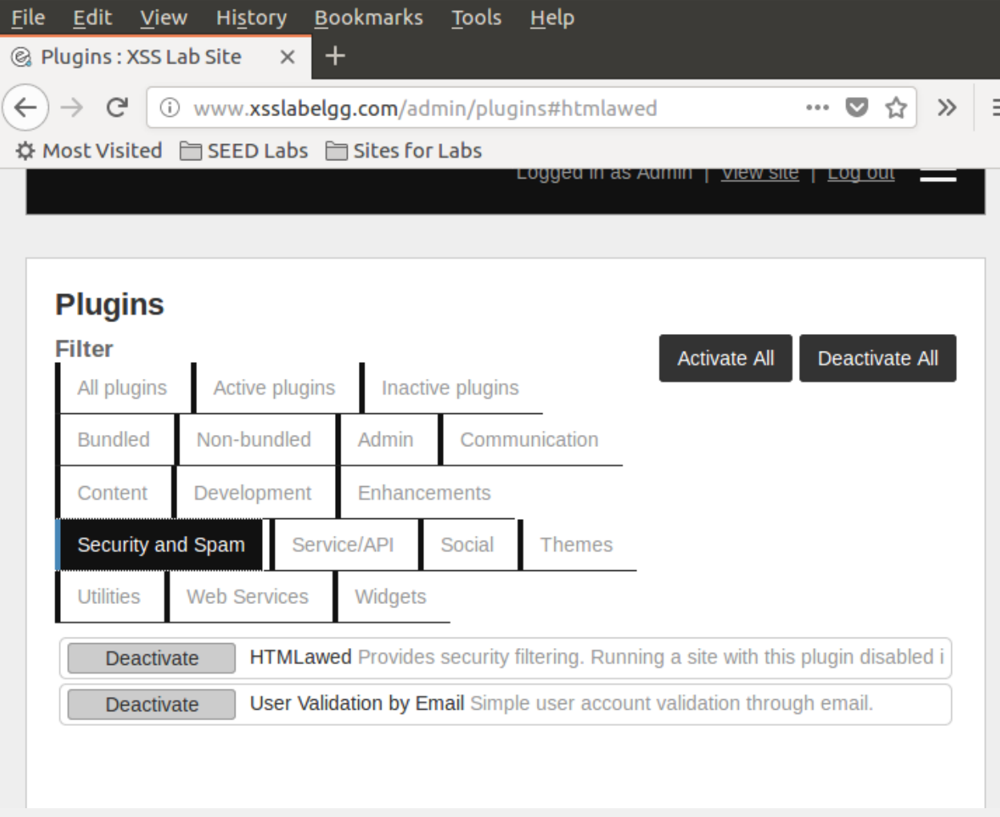 File Edit View History Bookmarks Tools Help
Plugins : XSS Lab Site
www.xsslabelgg.com/admin/plugins#htmlawed
Most Visited SEED Labs Sites for Labs
Logged in as Admin | View site | Log out
Plugins
Filter
Activate All Deactivate All
All plugins Active plugins Inactive plugins
Bundled Non-bundled Admin Communication
Content Development Enhancements
Security and Spam Service/API Social Themes
Utilities Web Services Widgets
Deactivate HTMLawed Provides security filtering. Running a site with this plugin disabled i
Deactivate User Validation by Email Simple user account validation through email.